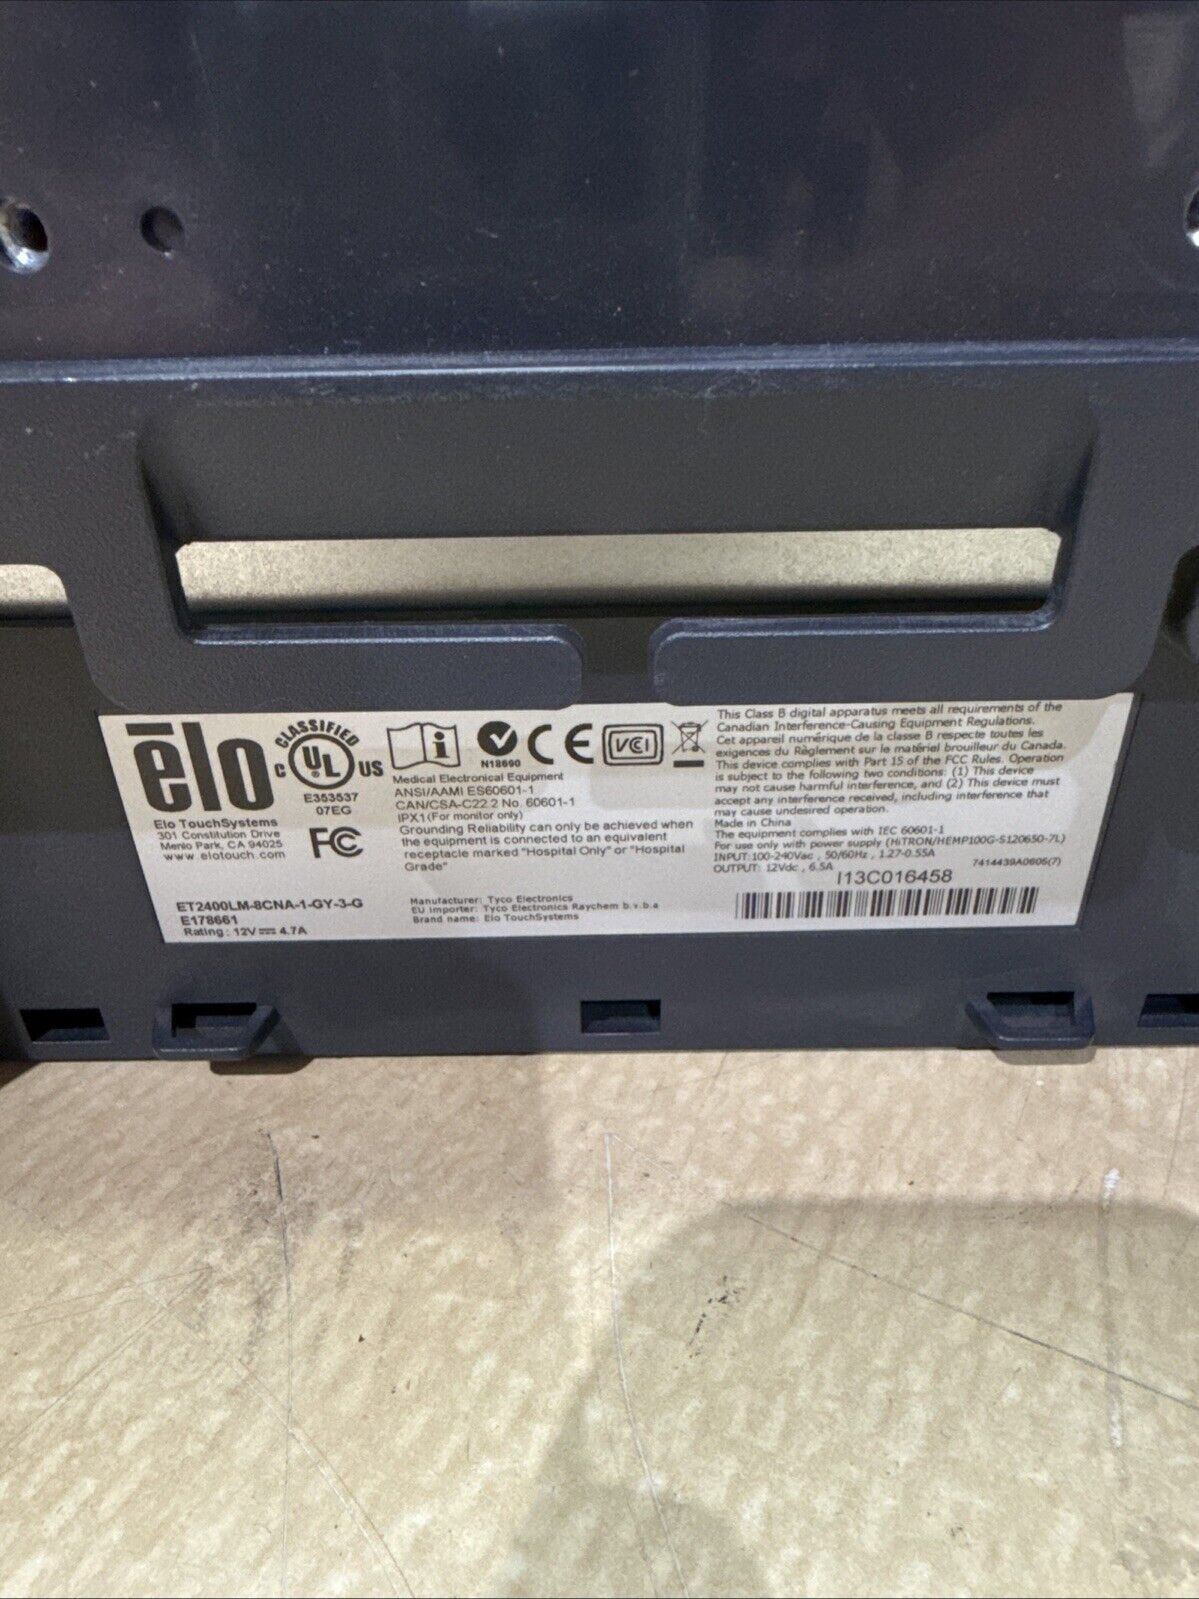 ēlo
CLASSIFIED
C UL US
E353537
07EG
Elo TouchSystems
301 Constitution Drive
Menlo Park, CA 94025
www.elotouch.com
FC
ET2400LM-8CNA-1-GY-3-G
E178661
Rating: 12V 4.7A
i
N18690
CE
VCI
Medical Electronical Equipment
ANSI/AAMI ES60601-1
CAN/CSA-C22.2 No. 60601-1
IPX1(For monitor only)
Grounding Reliability can only be achieved when
the equipment is connected to an equivalent
receptacle marked "Hospital Only" or "Hospital
Grade"
Manufacturer: Tyco Electronics
EU importer: Tyco Electronics Raychem b.v.b.a
Brand name: Elo TouchSystems
This Class B digital apparatus meets all requirements of the
Canadian Interference-Causing Equipment Regulations.
Cet appareil numérique de la classe B respecte toutes les
exigences du Règlement sur le matériel brouilleur du Canada.
This device complies with Part 15 of the FCC Rules. Operation
is subject to the following two conditions: (1) This device
may not cause harmful interference, and (2) This device must
accept any interference received, including interference that
may cause undesired operation.
Made in China
The equipment complies with IEC 60601-1
For use only with power supply (HiTRON/HEMP100G-S120650-7L)
INPUT: 100-240Vac , 50/60Hz , 1.27-0.55A
OUTPUT: 12Vdc , 6.5A
7414439A0605(7)
I13C016458